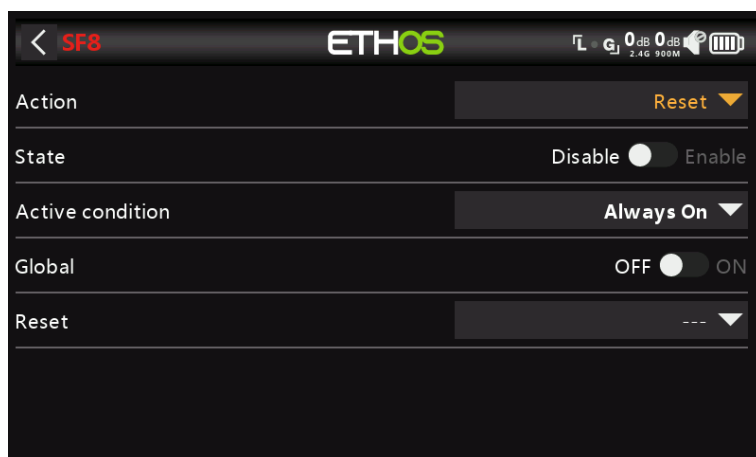 SF8 ETHOS L G 0dB 2.4G 0dB 900M
Action Reset
State Disable Enable
Active condition Always On
Global OFF ON
Reset ---